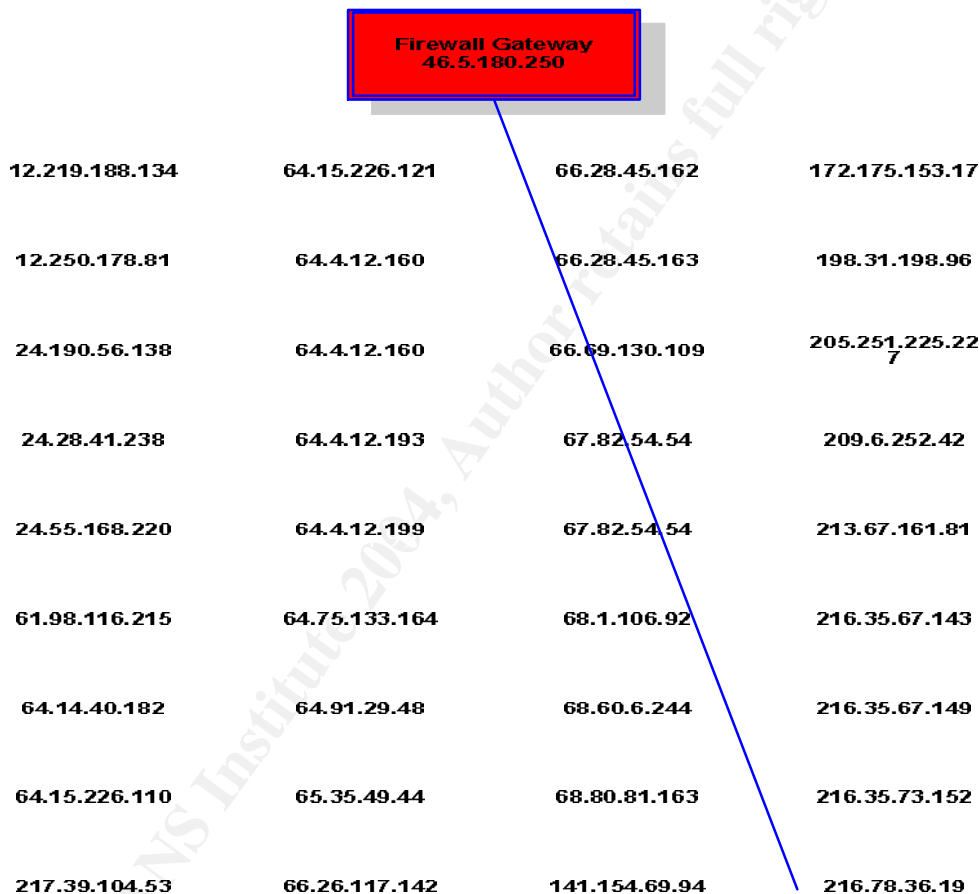 Firewall Gateway
46.5.180.250
12.219.188.134 64.15.226.121 66.28.45.162 172.175.153.17
12.250.178.81 64.4.12.160 66.28.45.163 198.31.198.96
24.190.56.138 64.4.12.160 66.69.130.109 205.251.225.22
7
24.28.41.238 64.4.12.193 67.82.54.54 209.6.252.42
24.55.168.220 64.4.12.199 67.82.54.54 213.67.161.81
61.98.116.215 64.75.133.164 68.1.106.92 216.35.67.143
64.14.40.182 64.91.29.48 68.60.6.244 216.35.67.149
64.15.226.110 65.35.49.44 68.80.81.163 216.35.73.152
217.39.104.53 66.26.117.142 141.154.69.94 216.78.36.19
NS Institute 2004, Author retains full rig